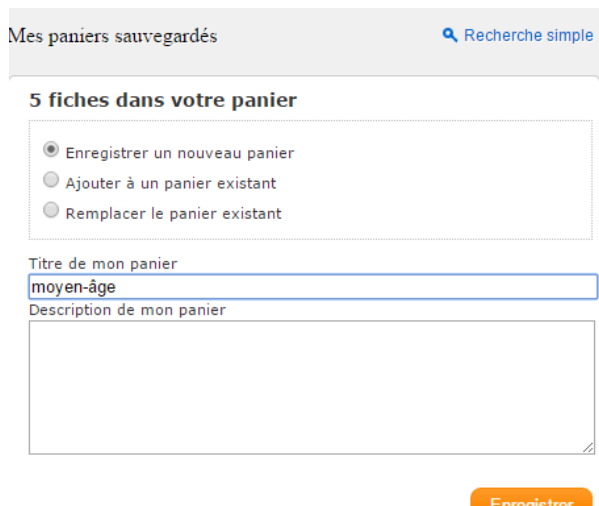 Mes paniers sauvegardés
Recherche simple
5 fiches dans votre panier
Enregistrer un nouveau panier
Ajouter à un panier existant
Remplacer le panier existant
Titre de mon panier
moyen-âge
Description de mon panier
Enregistrer